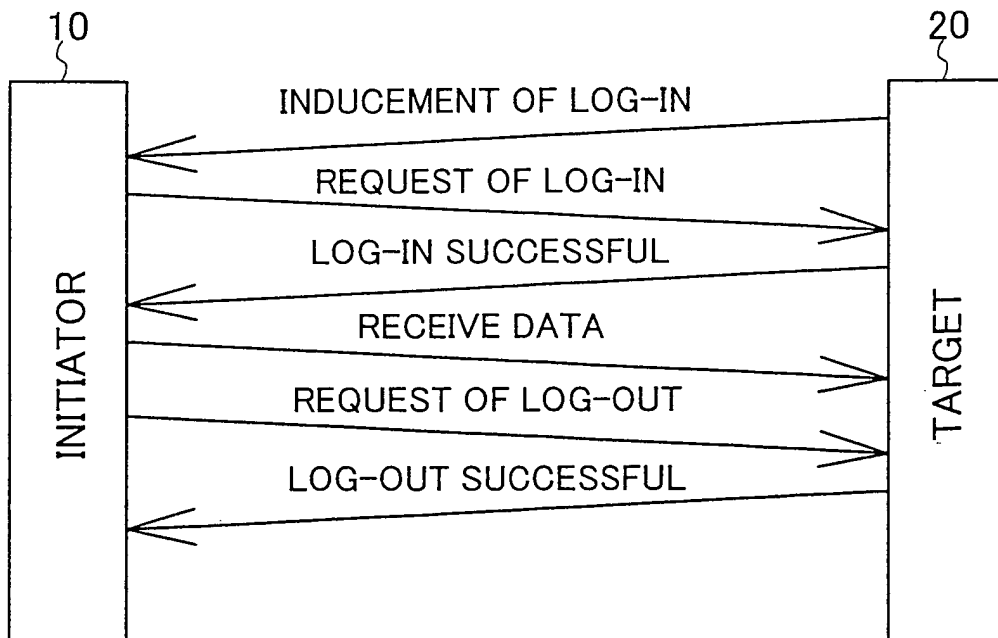 10
20
INDUCEMENT OF LOG-IN
REQUEST OF LOG-IN
LOG-IN SUCCESSFUL
RECEIVE DATA
REQUEST OF LOG-OUT
LOG-OUT SUCCESSFUL
INITIATOR
TARGET